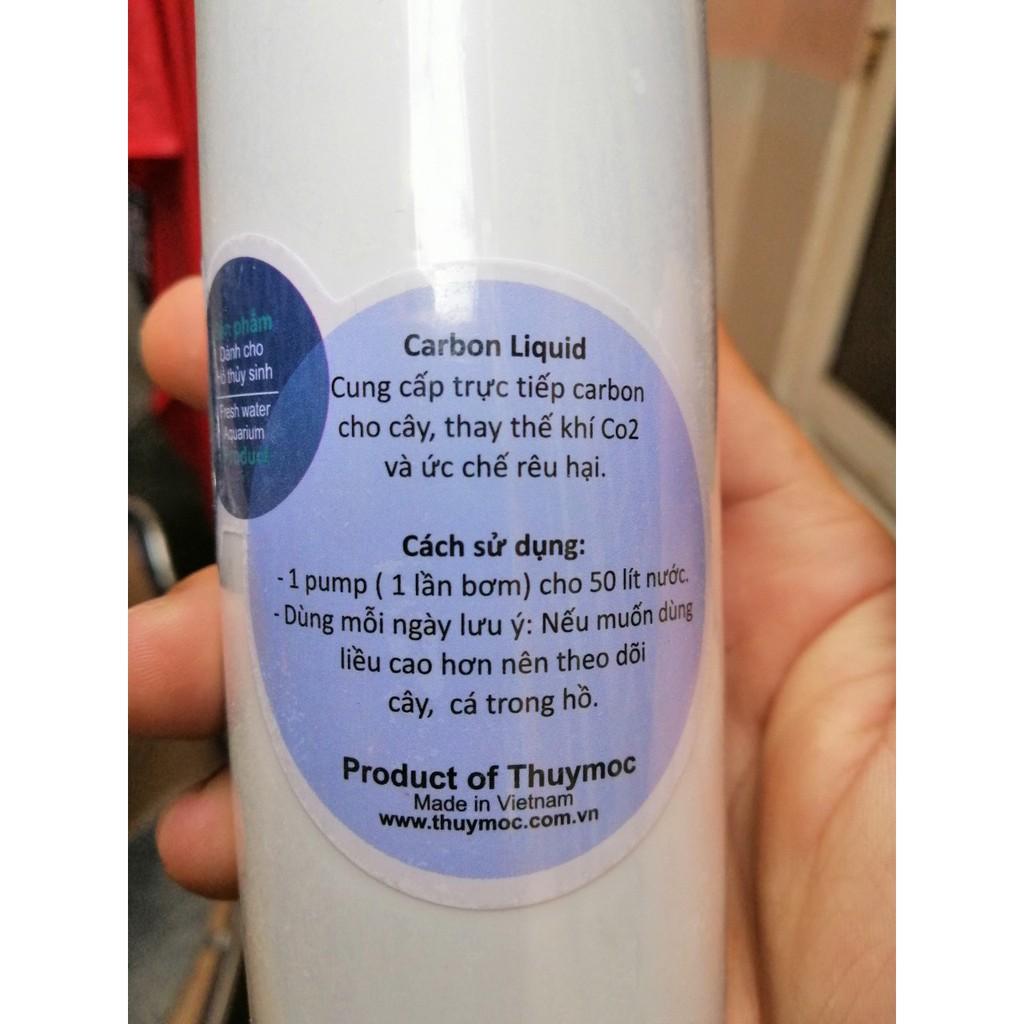 phẩm
Dành cho
hồ thủy sinh
Fresh water
Aquarium
Product
Carbon Liquid
Cung cấp trực tiếp carbon
cho cây, thay thế khí Co2
và ức chế rêu hại.
Cách sử dụng:
- 1 pump ( 1 lần bơm) cho 50 lít nước.
- Dùng mỗi ngày lưu ý: Nếu muốn dùng
liều cao hơn nên theo dõi
cây, cá trong hồ.
Product of Thuymoc
Made in Vietnam
www.thuymoc.com.vn